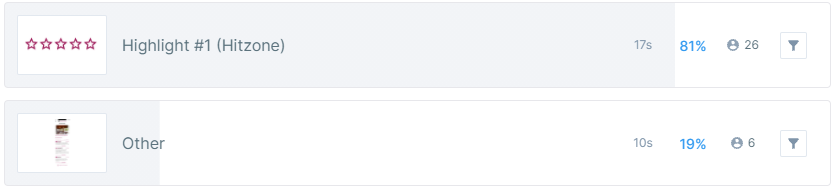 Highlight #1 (Hitzone) 17s 81% 26
Other 10s 19% 6